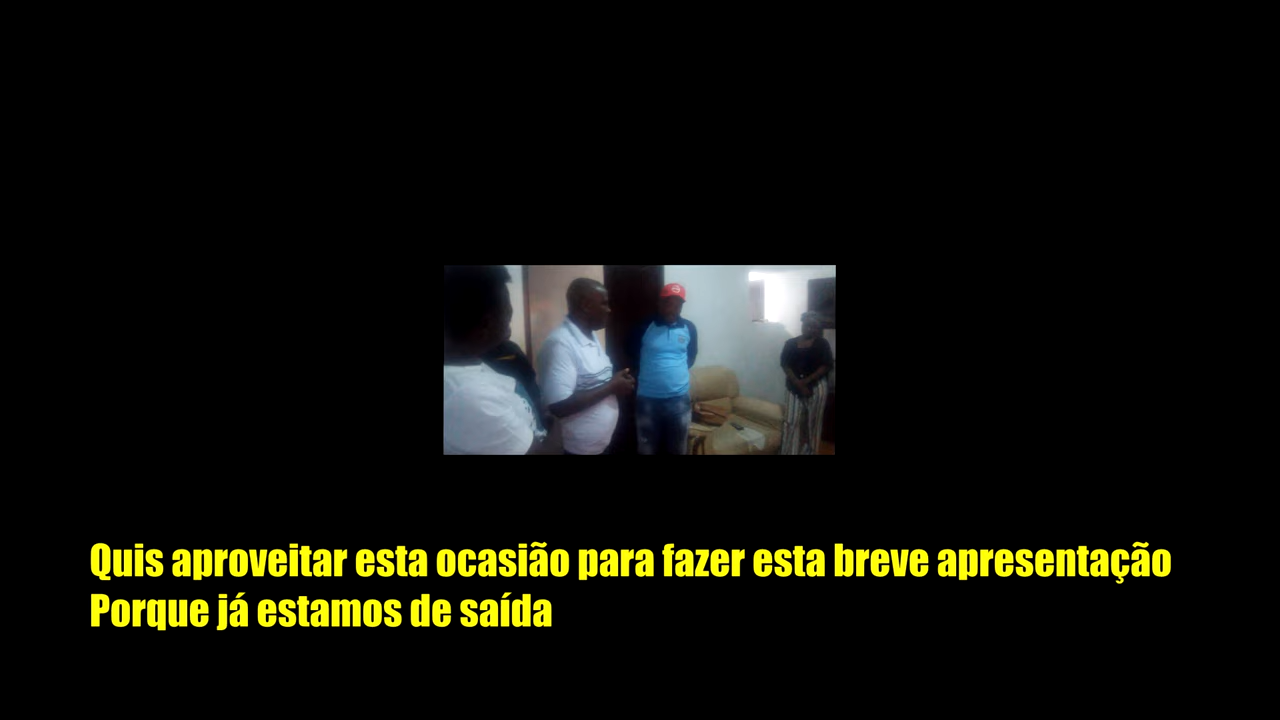 Quis aproveitar esta ocasião para fazer esta breve apresentação
Porque já estamos de saída